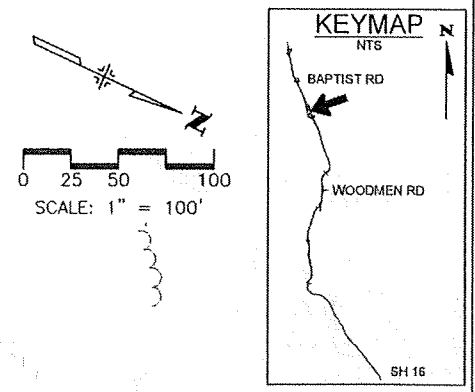 N
0 25 50 100
SCALE: 1" = 100'
KEYMAP
NTS
N
BAPTIST RD
WOODMEN RD
SH 16